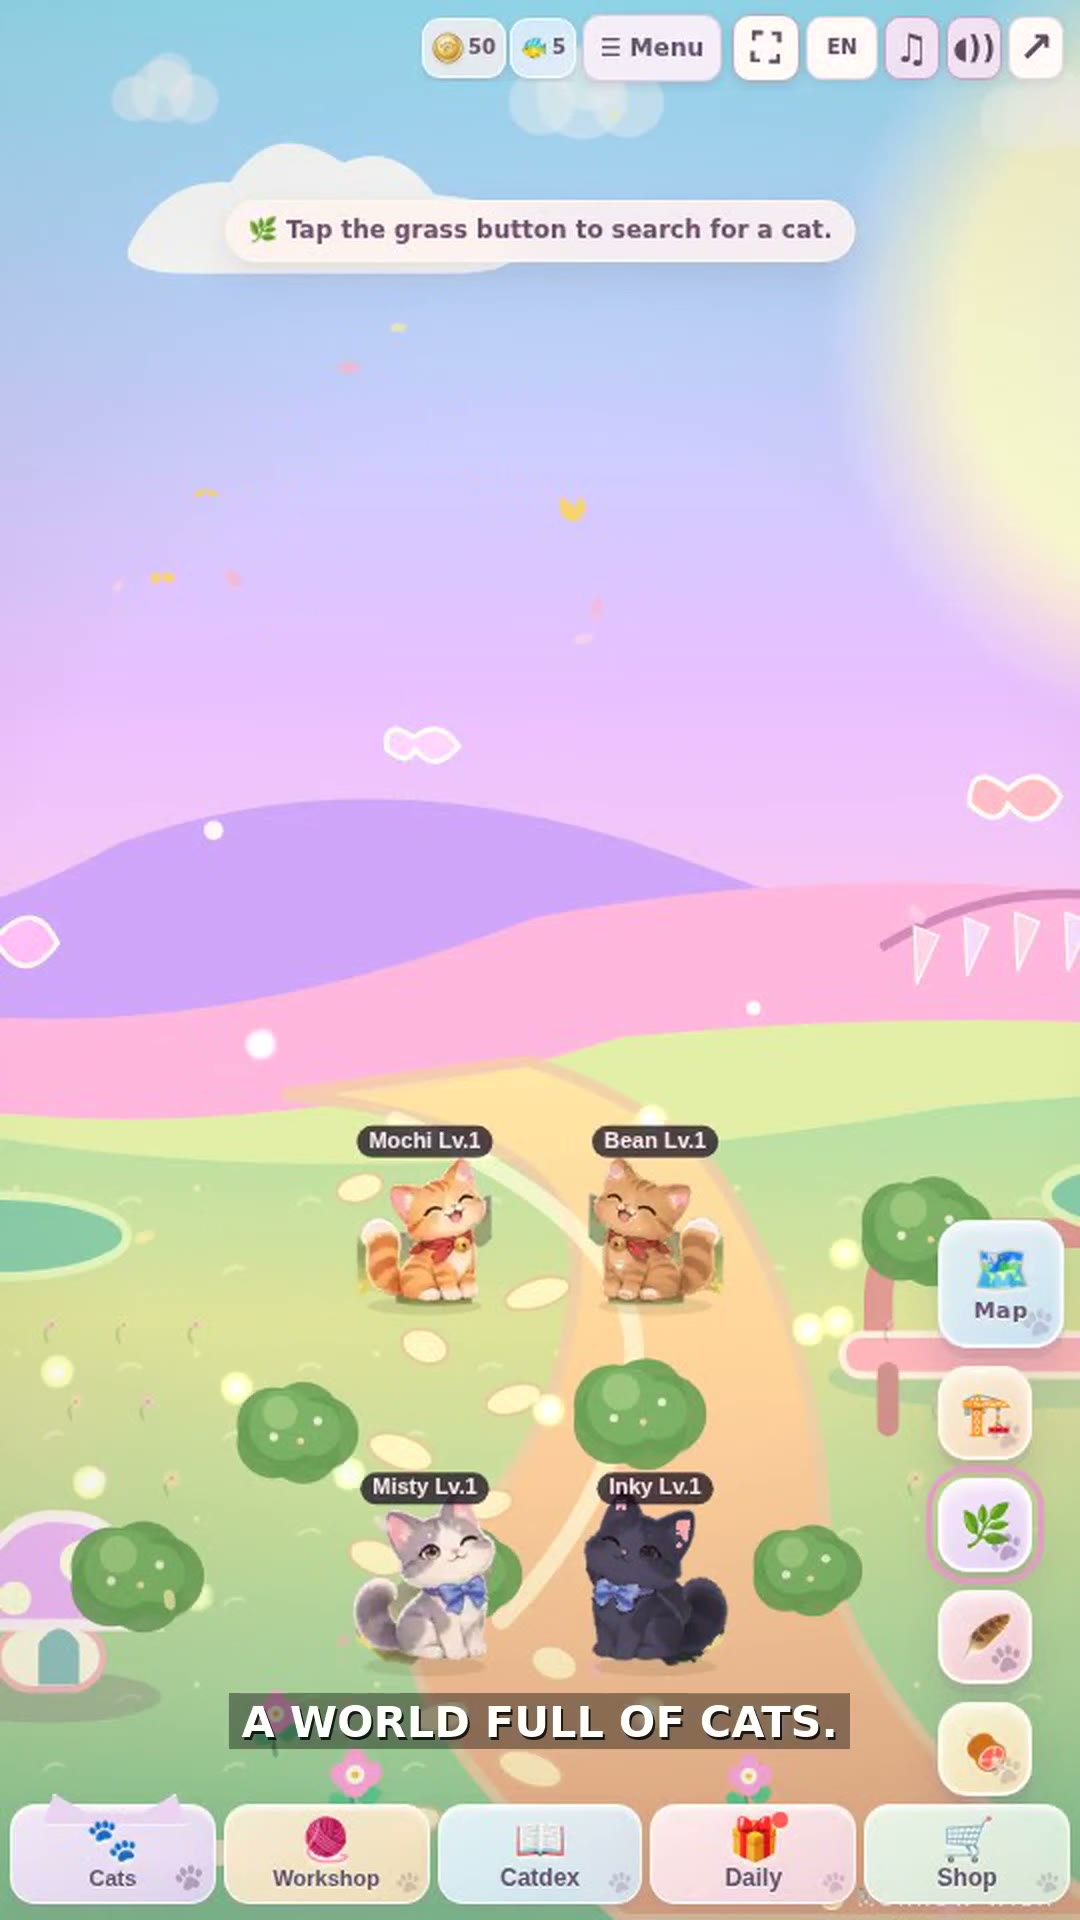 50
5
☰ Menu
EN
Tap the grass button to search for a cat.
Mochi Lv.1
Bean Lv.1
Map
Misty Lv.1
Inky Lv.1
A WORLD FULL OF CATS.
Cats
Workshop
Catdex
Daily
Shop